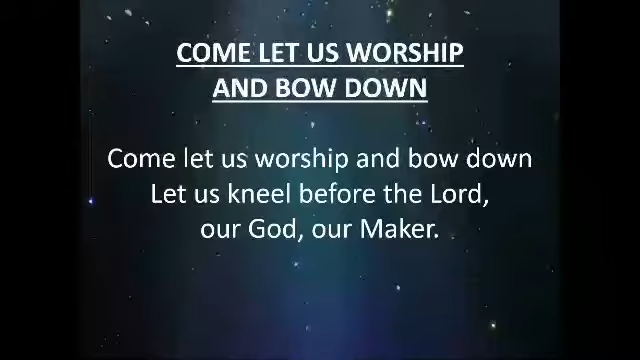 COME LET US WORSHIP
AND BOW DOWN
Come let us worship and bow down
Let us kneel before the Lord,
our God, our Maker.